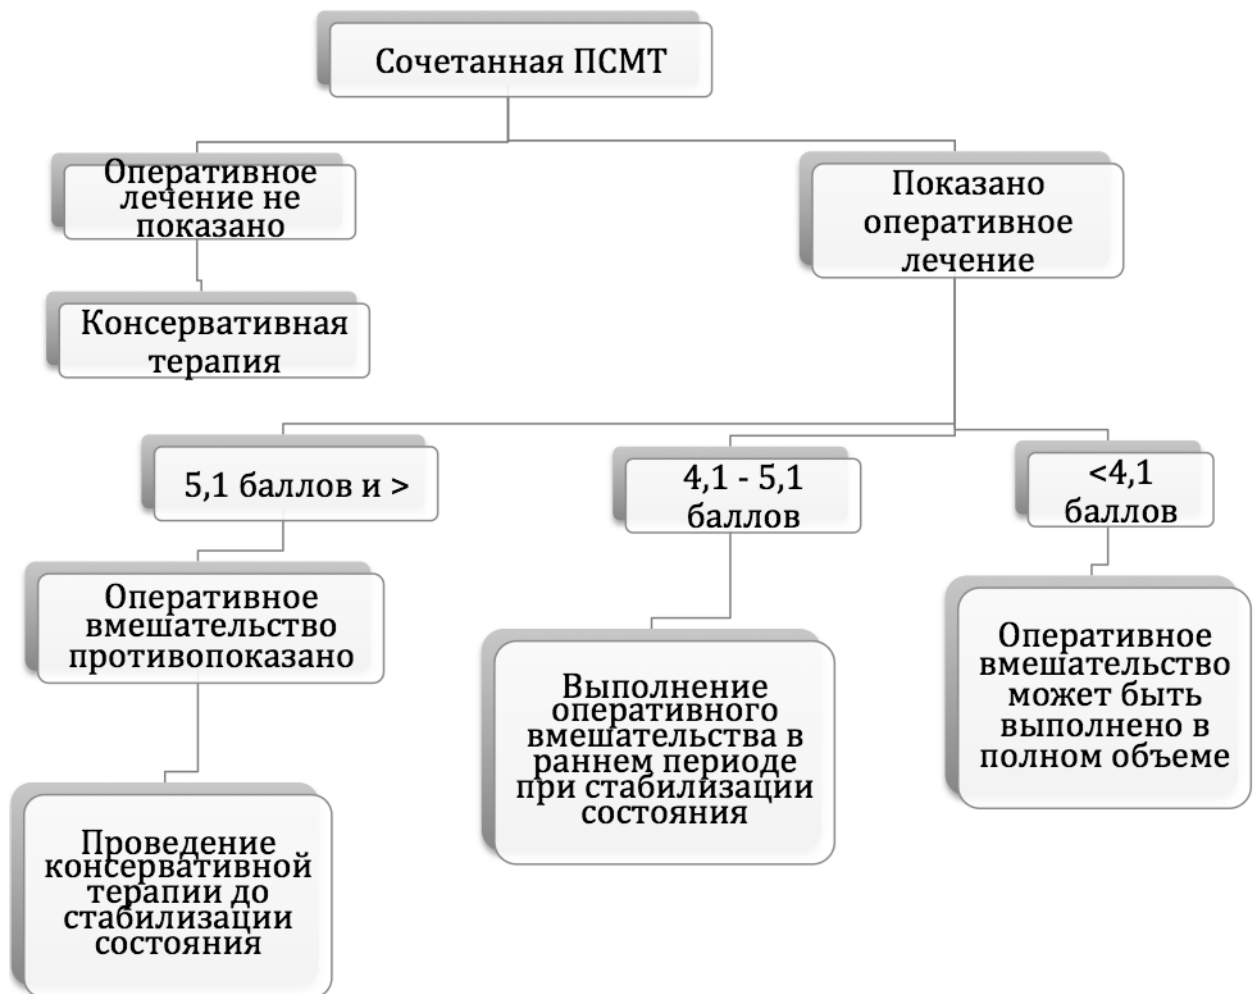 Сочетанная ПСМТ
Оперативное
лечение не
показано
Показано
оперативное
лечение
Консервативная
терапия
5,1 баллов и >
4,1 - 5,1
баллов
<4,1
баллов
Оперативное
вмешательство
противопоказано
Выполнение
оперативного
вмешательства в
раннем периоде
при стабилизации
состояния
Оперативное
вмешательство
может быть
выполнено в
полном объеме
Проведение
консервативной
терапии до
стабилизации
состояния